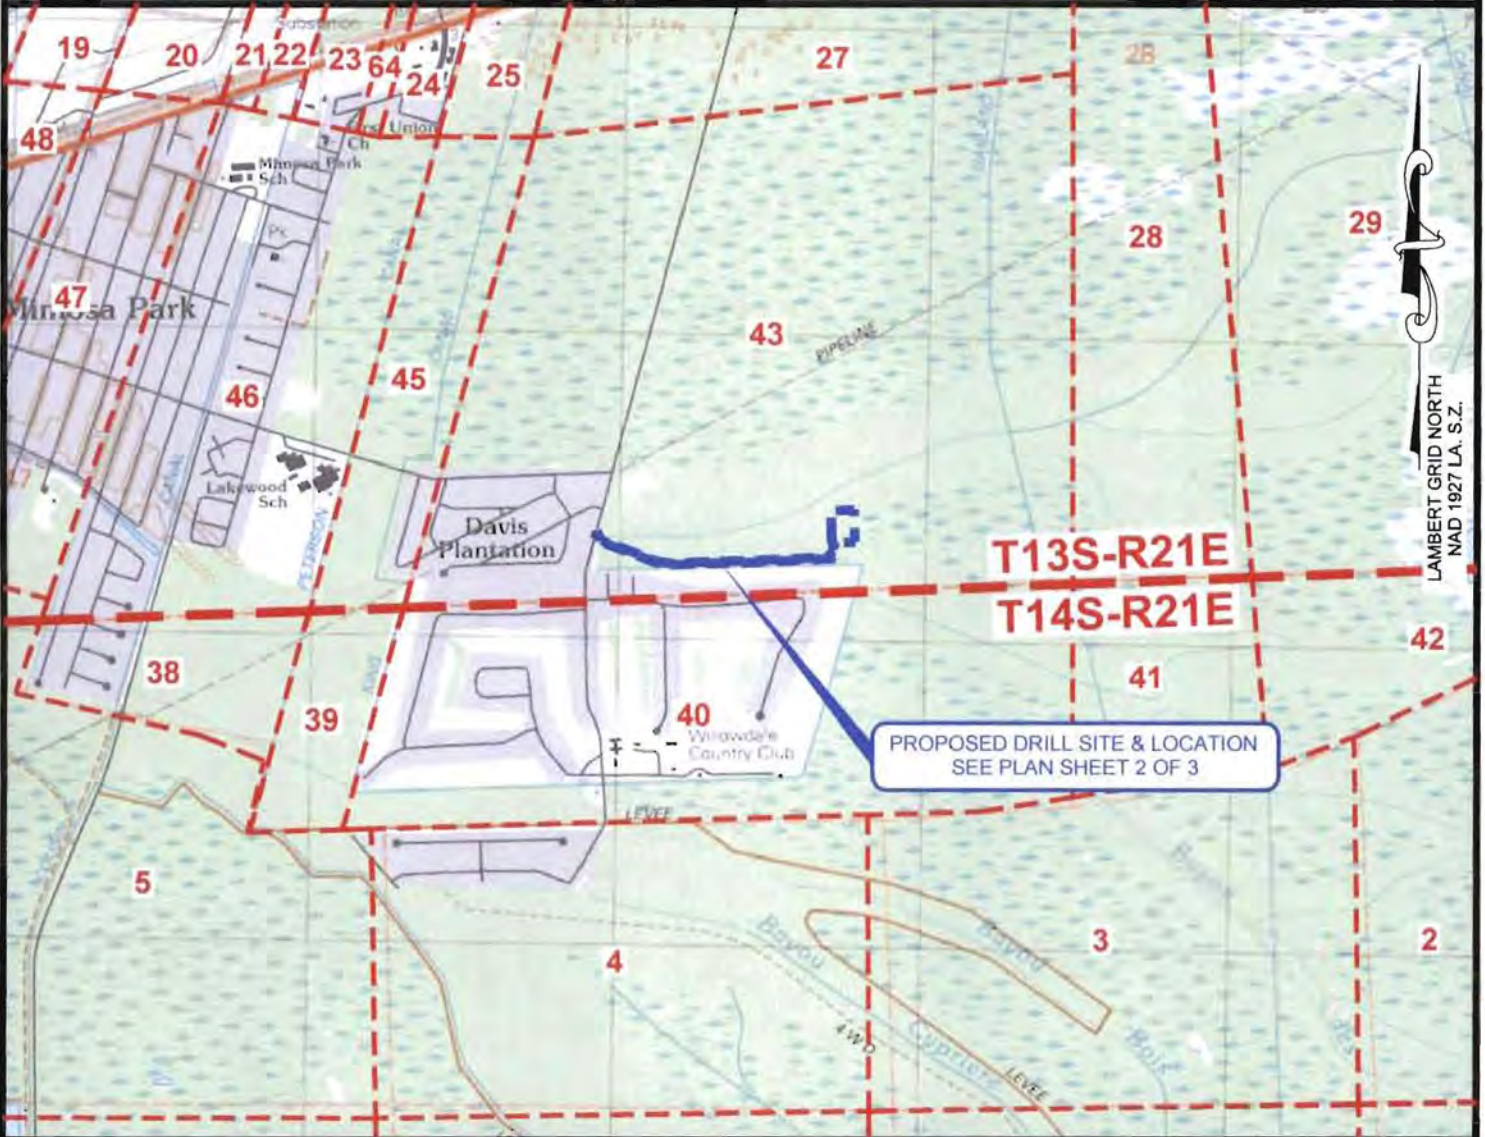 Substation
19
20
21
22
23
64
24
25
27
28
48
Union
Ch
Mimosa Park
Sch
Pk
CANAL
28
29
47
Mimosa Park
43
PIPELINE
45
46
CANAL
Lakewood
Sch
PETERSON
Davis
Plantation
LAMBERT GRID NORTH
NAD 1927 LA. S.Z.
T13S-R21E
T14S-R21E
42
38
41
39
40
Willowdale
Country Club
PROPOSED DRILL SITE & LOCATION
SEE PLAN SHEET 2 OF 3
LEVEE
5
Bayou
Bayou
3
2
4
4WD
Cypriere
LEVEE
Bois